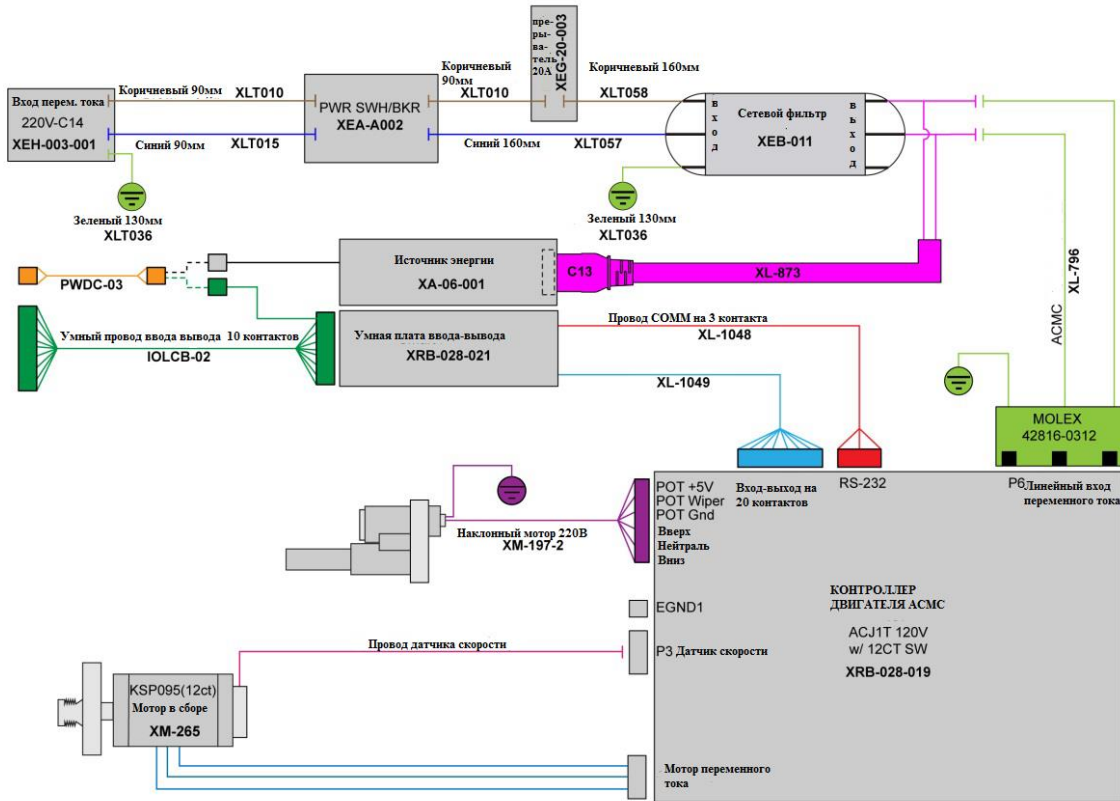 пре-
ры-
ва-
тель
20А
XEG-20-003
Вход перем. тока
220V-C14
XEH-003-001
Коричневый 90мм
XLT010
Синий 90мм
XLT015
PWR SWH/BKR
XEA-A002
Коричневый
90мм
XLT010
Синий 160мм
XLT057
Коричневый 160мм
XLT058
вход
Сетевой фильтр
XEB-011
выход
Зеленый 130мм
XLT036
Зеленый 130мм
XLT036
PWDC-03
Источник энергии
XA-06-001
C13
XL-873
ACMC
XL-796
Умный провод ввода вывода 10 контактов
IOLCB-02
Умная плата ввода-вывода
XRB-028-021
Провод COMM на 3 контакта
XL-1048
XL-1049
MOLEX
42816-0312
POT +5V
POT Wiper
POT Gnd
Вверх
Нейтраль
Вниз
Вход-выход на
20 контактов
RS-232
P6 Линейный вход
переменного тока
Наклонный мотор 220В
XM-197-2
EGND1
КОНТРОЛЛЕР
ДВИГАТЕЛЯ ACMC
ACJ1T 120V
w/ 12CT SW
XRB-028-019
Провод датчика скорости
P3 Датчик скорости
KSP095(12ct)
Мотор в сборе
XM-265
Мотор переменного
тока